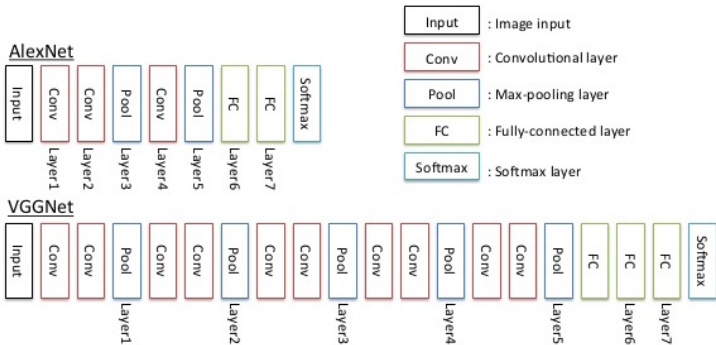 AlexNet
Input Conv Conv Pool Conv Pool FC FC Softmax
Layer1 Layer2 Layer3 Layer4 Layer5 Layer6 Layer7
Input : Image input
Conv : Convolutional layer
Pool : Max-pooling layer
FC : Fully-connected layer
Softmax : Softmax layer
VGGNet
Input Conv Conv Pool Conv Conv Pool Conv Conv Pool Conv Conv Pool Conv Conv Pool FC FC FC Softmax
Layer1 Layer2 Layer3 Layer4 Layer5 Layer6 Layer7